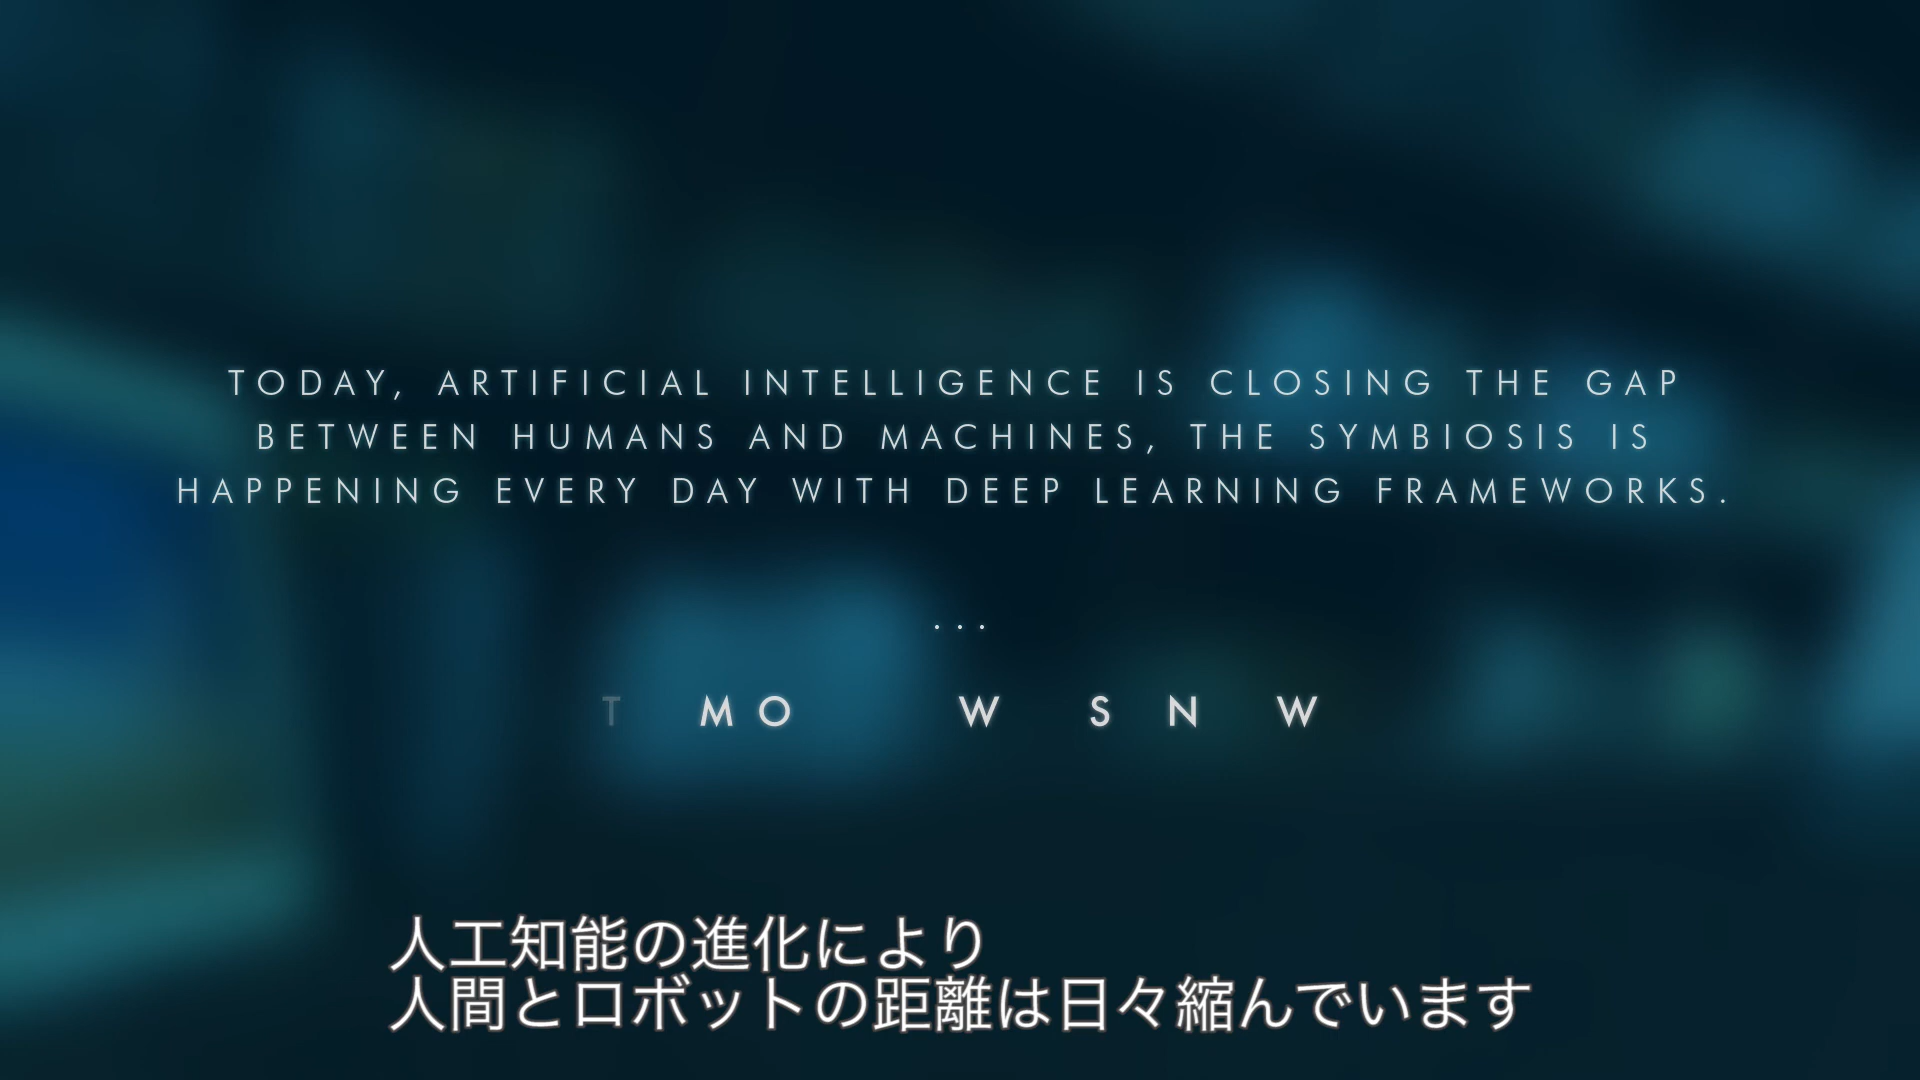 TODAY, ARTIFICIAL INTELLIGENCE IS CLOSING THE GAP
BETWEEN HUMANS AND MACHINES, THE SYMBIOSIS IS
HAPPENING EVERY DAY WITH DEEP LEARNING FRAMEWORKS.
...
T MO W S N W
人工知能の進化により
人間とロボットの距離は日々縮んでいます